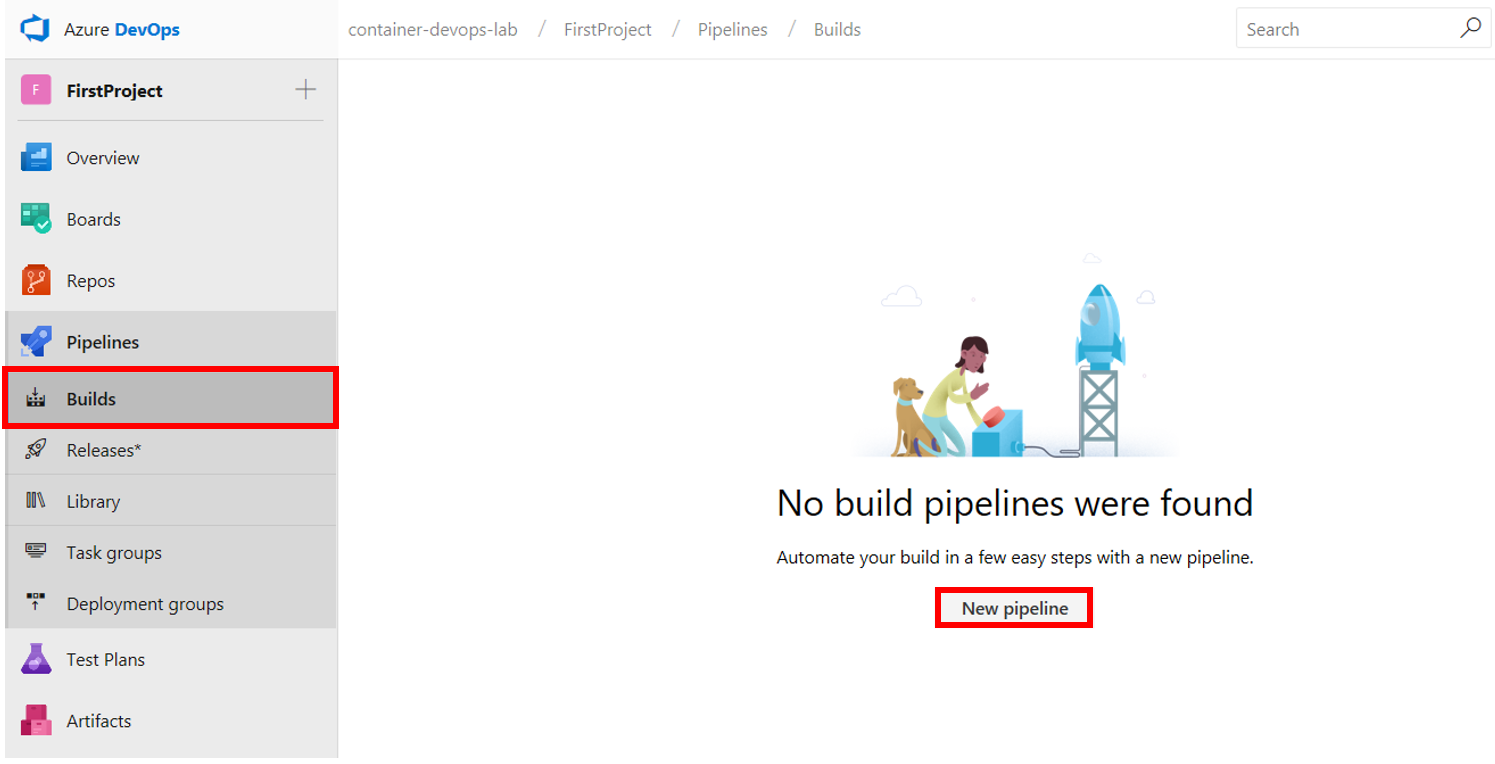 Azure DevOps
container-devops-lab / FirstProject / Pipelines / Builds
Search
F
FirstProject
Overview
Boards
Repos
Pipelines
Builds
Releases*
Library
Task groups
Deployment groups
Test Plans
Artifacts
No build pipelines were found
Automate your build in a few easy steps with a new pipeline.
New pipeline